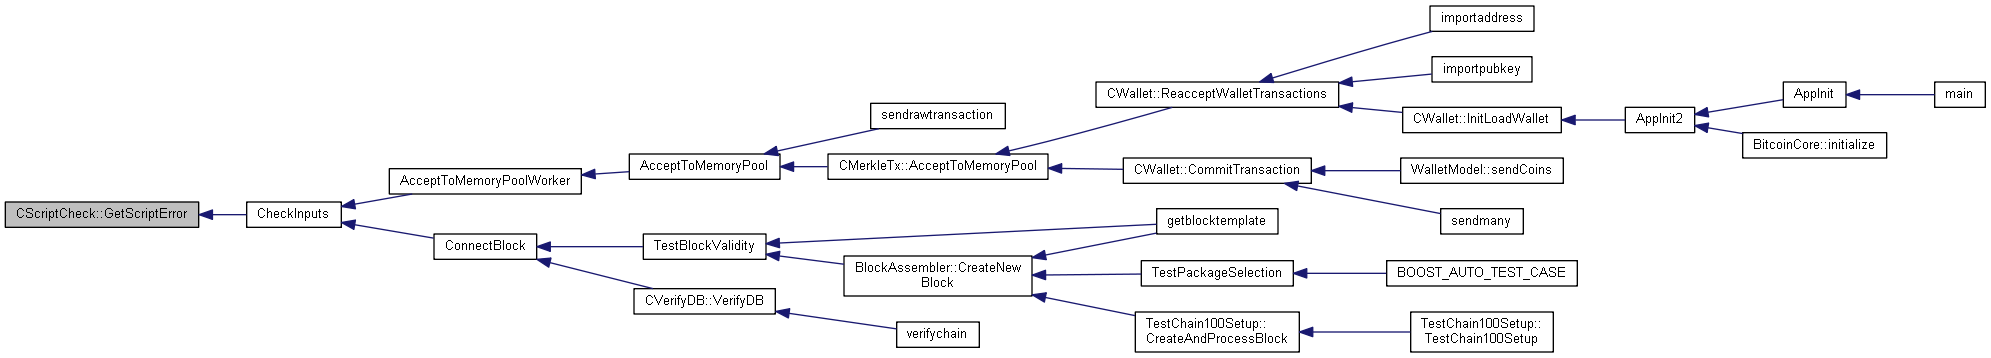 importaddress
importpubkey
CWallet::ReacceptWalletTransactions
AppInit
main
sendrawtransaction
CWallet::InitLoadWallet
AppInit2
BitcoinCore::initialize
AcceptToMemoryPool
CMerkleTx::AcceptToMemoryPool
CWallet::CommitTransaction
WalletModel::sendCoins
AcceptToMemoryPoolWorker
CScriptCheck::GetScriptError
CheckInputs
getblocktemplate
sendmany
ConnectBlock
TestBlockValidity
BlockAssembler::CreateNew
Block
TestPackageSelection
BOOST_AUTO_TEST_CASE
CVerifyDB::VerifyDB
verifychain
TestChain100Setup::
CreateAndProcessBlock
TestChain100Setup::
TestChain100Setup